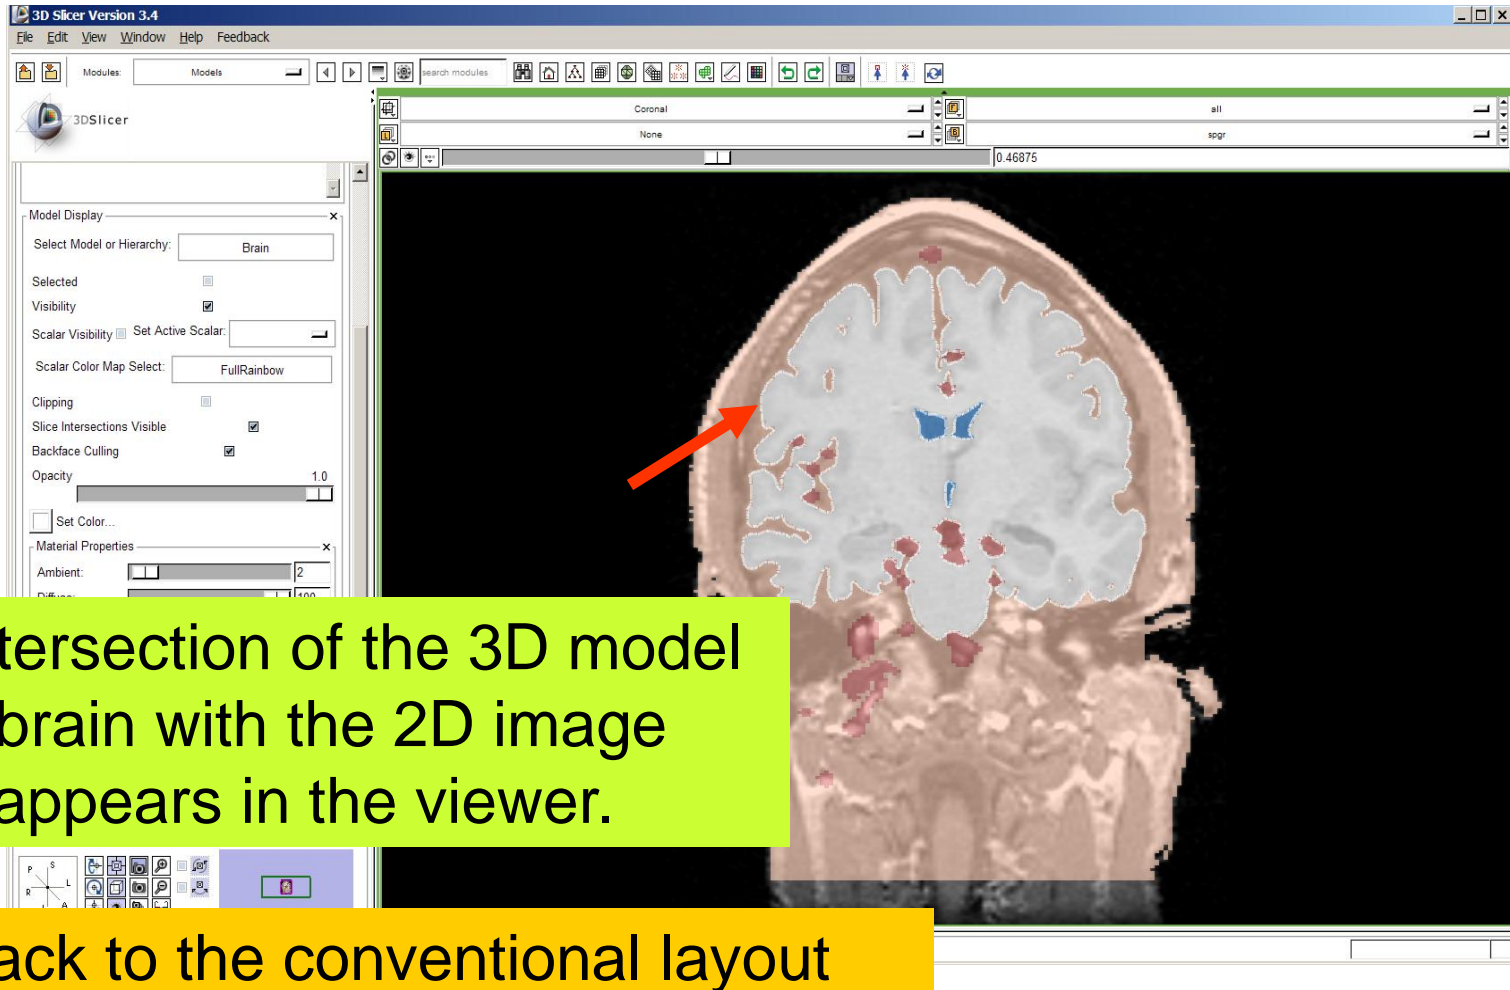 3D Slicer Version 3.4
File Edit View Window Help Feedback
Modules: Models search modules
3DSlicer
Coronal all
None spgr
0.46875
Model Display
Select Model or Hierarchy: Brain
Selected
Visibility
Scalar Visibility Set Active Scalar:
Scalar Color Map Select: FullRainbow
Clipping
Slice Intersections Visible
Backface Culling
Opacity 1.0
Set Color...
Material Properties
Ambient: 2
Diffuse: 100
tersection of the 3D model
brain with the 2D image
appears in the viewer.
P S
R L
A
ack to the conventional layout